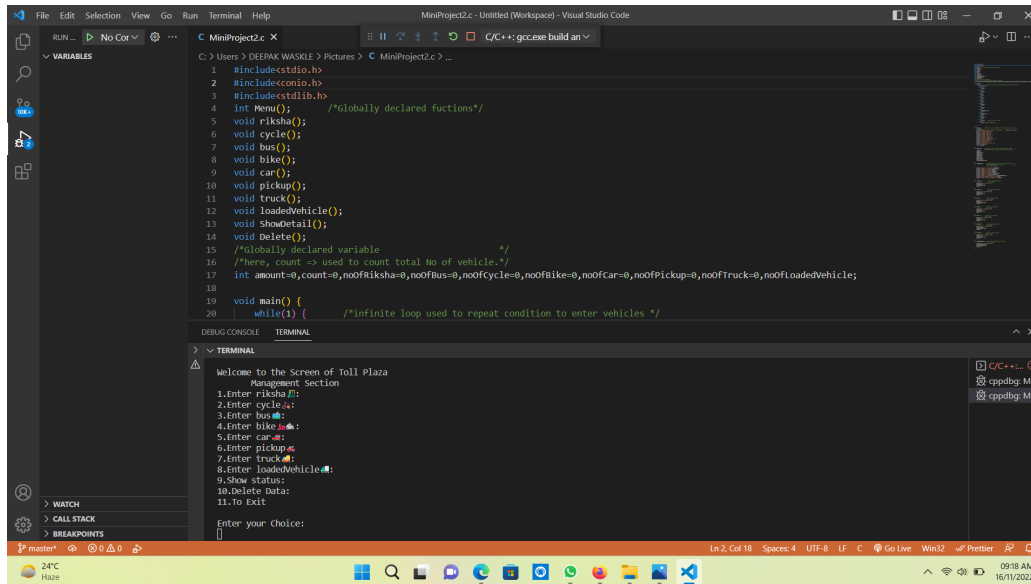 File Edit Selection View Go Run Terminal Help
MiniProject2.c - Untitled (Workspace) - Visual Studio Code
RUN ... No Cor
C MiniProject2.c
C/C++: gcc.exe build an
VARIABLES
C: > Users > DEEPAK WASKLE > Pictures > C MiniProject2.c > ...
1 #include<stdio.h>
2 #include<conio.h>
3 #include<stdlib.h>
4 int Menu(); /*Globally declared fuctions*/
5 void riksha();
6 void cycle();
7 void bus();
8 void bike();
9 void car();
10 void pickup();
11 void truck();
12 void loadedVehicle();
13 void ShowDetail();
14 void Delete();
15 /*Globally declared variable */
16 /*here, count => used to count total No of vehicle.*/
17 int amount=0,count=0,noOfRiksha=0,noOfBus=0,noOfCycle=0,noOfBike=0,noOfCar=0,noOfPickup=0,noOfTruck=0,noOfLoadedVehicle;
18
19 void main() {
20 while(1) { /*infinite loop used to repeat condition to enter vehicles */
10K+
2
DEBUG CONSOLE TERMINAL
TERMINAL
Welcome to the Screen of Toll Plaza
Management Section
1.Enter riksha🛺:
2.Enter cycle🚲:
3.Enter bus🚌:
4.Enter bike:
5.Enter car🚗:
6.Enter pickup
7.Enter truck🚚:
8.Enter loadedVehicle🚛:
9.Show status:
10.Delete Data:
11.To Exit
Enter your Choice:
C/C++:...
cppdbg: M
cppdbg: M
WATCH
CALL STACK
BREAKPOINTS
master* 0 0
Ln 2, Col 18 Spaces: 4 UTF-8 LF C Go Live Win32 Prettier
24°C
Haze
09:18 AM
16/11/202